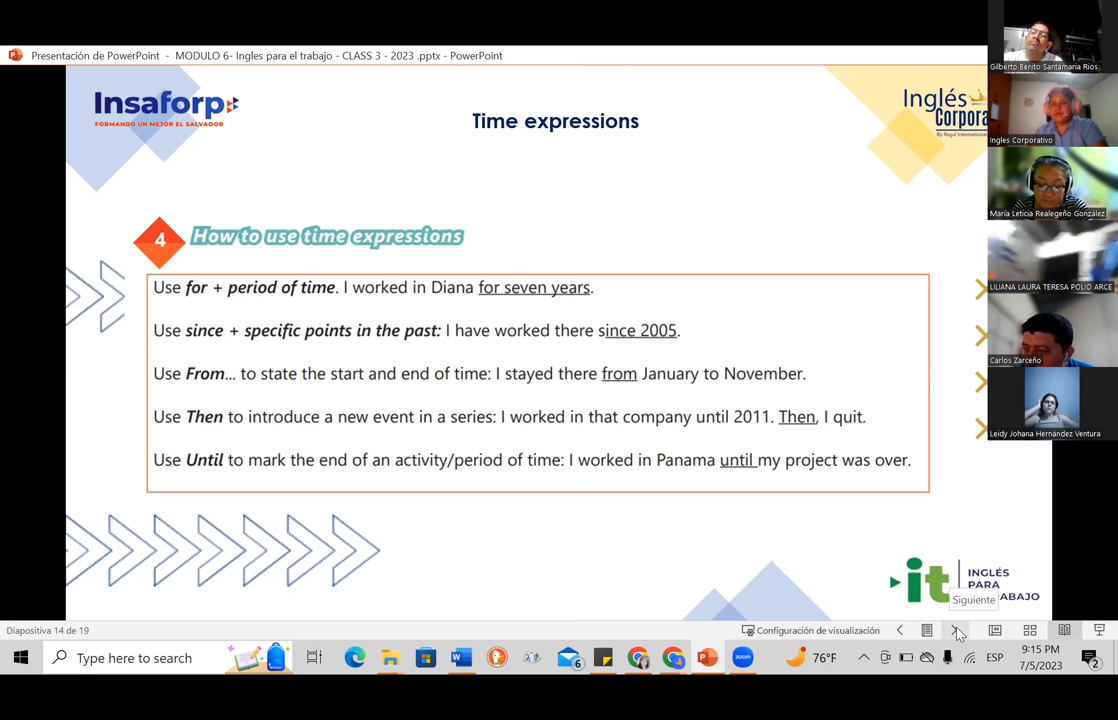 Presentación de PowerPoint - MODULO 6- Ingles para el trabajo - CLASS 3 - 2023 .pptx - PowerPoint
Insaforp
FORMANDO UN MEJOR EL SALVADOR
Time expressions
Inglés
Corpora
By Regal International
4
How to use time expressions
Use for + period of time. I worked in Diana for seven years.
Use since + specific points in the past: I have worked there since 2005.
Use From... to state the start and end of time: I stayed there from January to November.
Use Then to introduce a new event in a series: I worked in that company until 2011. Then, I quit.
Use Until to mark the end of an activity/period of time: I worked in Panama until my project was over.
it
INGLÉS
PARA
ABAJO
Siguiente
Gilberto Benito Santamaria Rios
Ingles Corporativo
María Leticia Realegeño González
LILIANA LAURA TERESA POLIO ARCE
Carlos Zarceño
Leidy Johana Hernández Ventura
Diapositiva 14 de 19
Configuración de visualización
Type here to search
6
zoom
76°F
ESP
9:15 PM
7/5/2023
2